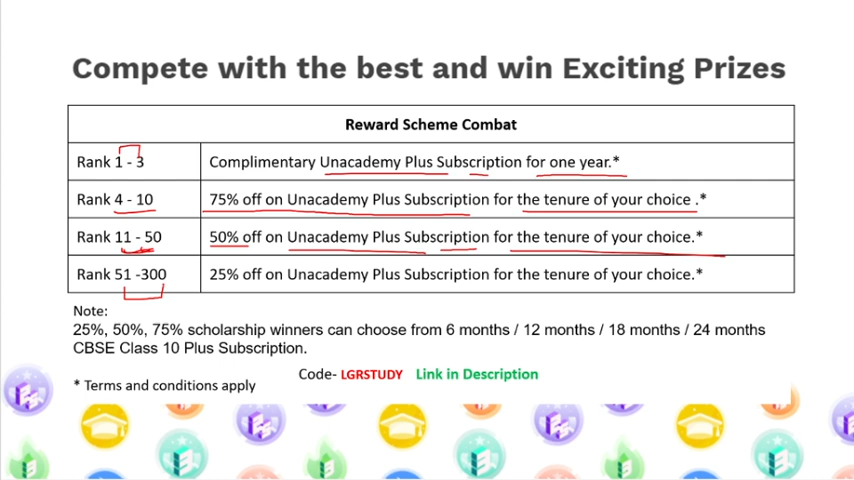 Compete with the best and win Exciting Prizes
Reward Scheme Combat
Rank 1 - 3 Complimentary Unacademy Plus Subscription for one year.*
Rank 4 - 10 75% off on Unacademy Plus Subscription for the tenure of your choice .*
Rank 11 - 50 50% off on Unacademy Plus Subscription for the tenure of your choice.*
Rank 51 -300 25% off on Unacademy Plus Subscription for the tenure of your choice.*
Note:
25%, 50%, 75% scholarship winners can choose from 6 months / 12 months / 18 months / 24 months
CBSE Class 10 Plus Subscription.
Code- LGRSTUDY Link in Description
* Terms and conditions apply